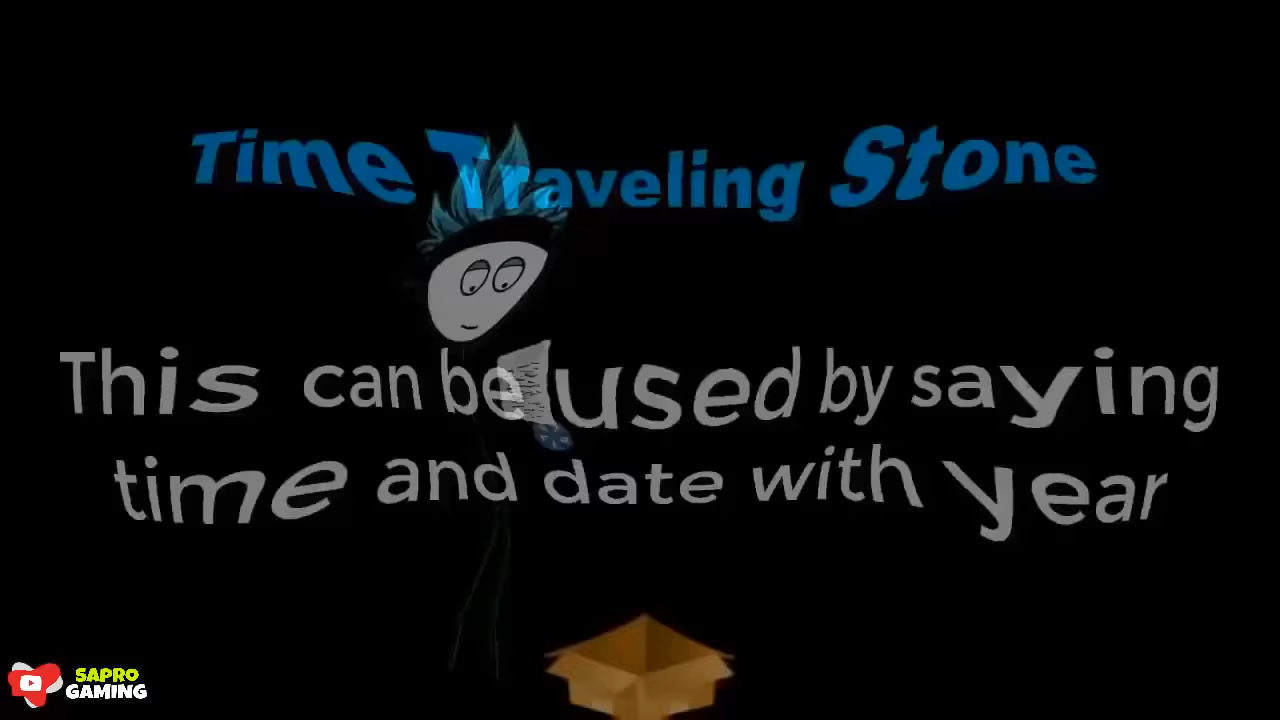 Time Traveling Stone
This can be used by saying
time and date with year
SAPRO
GAMING